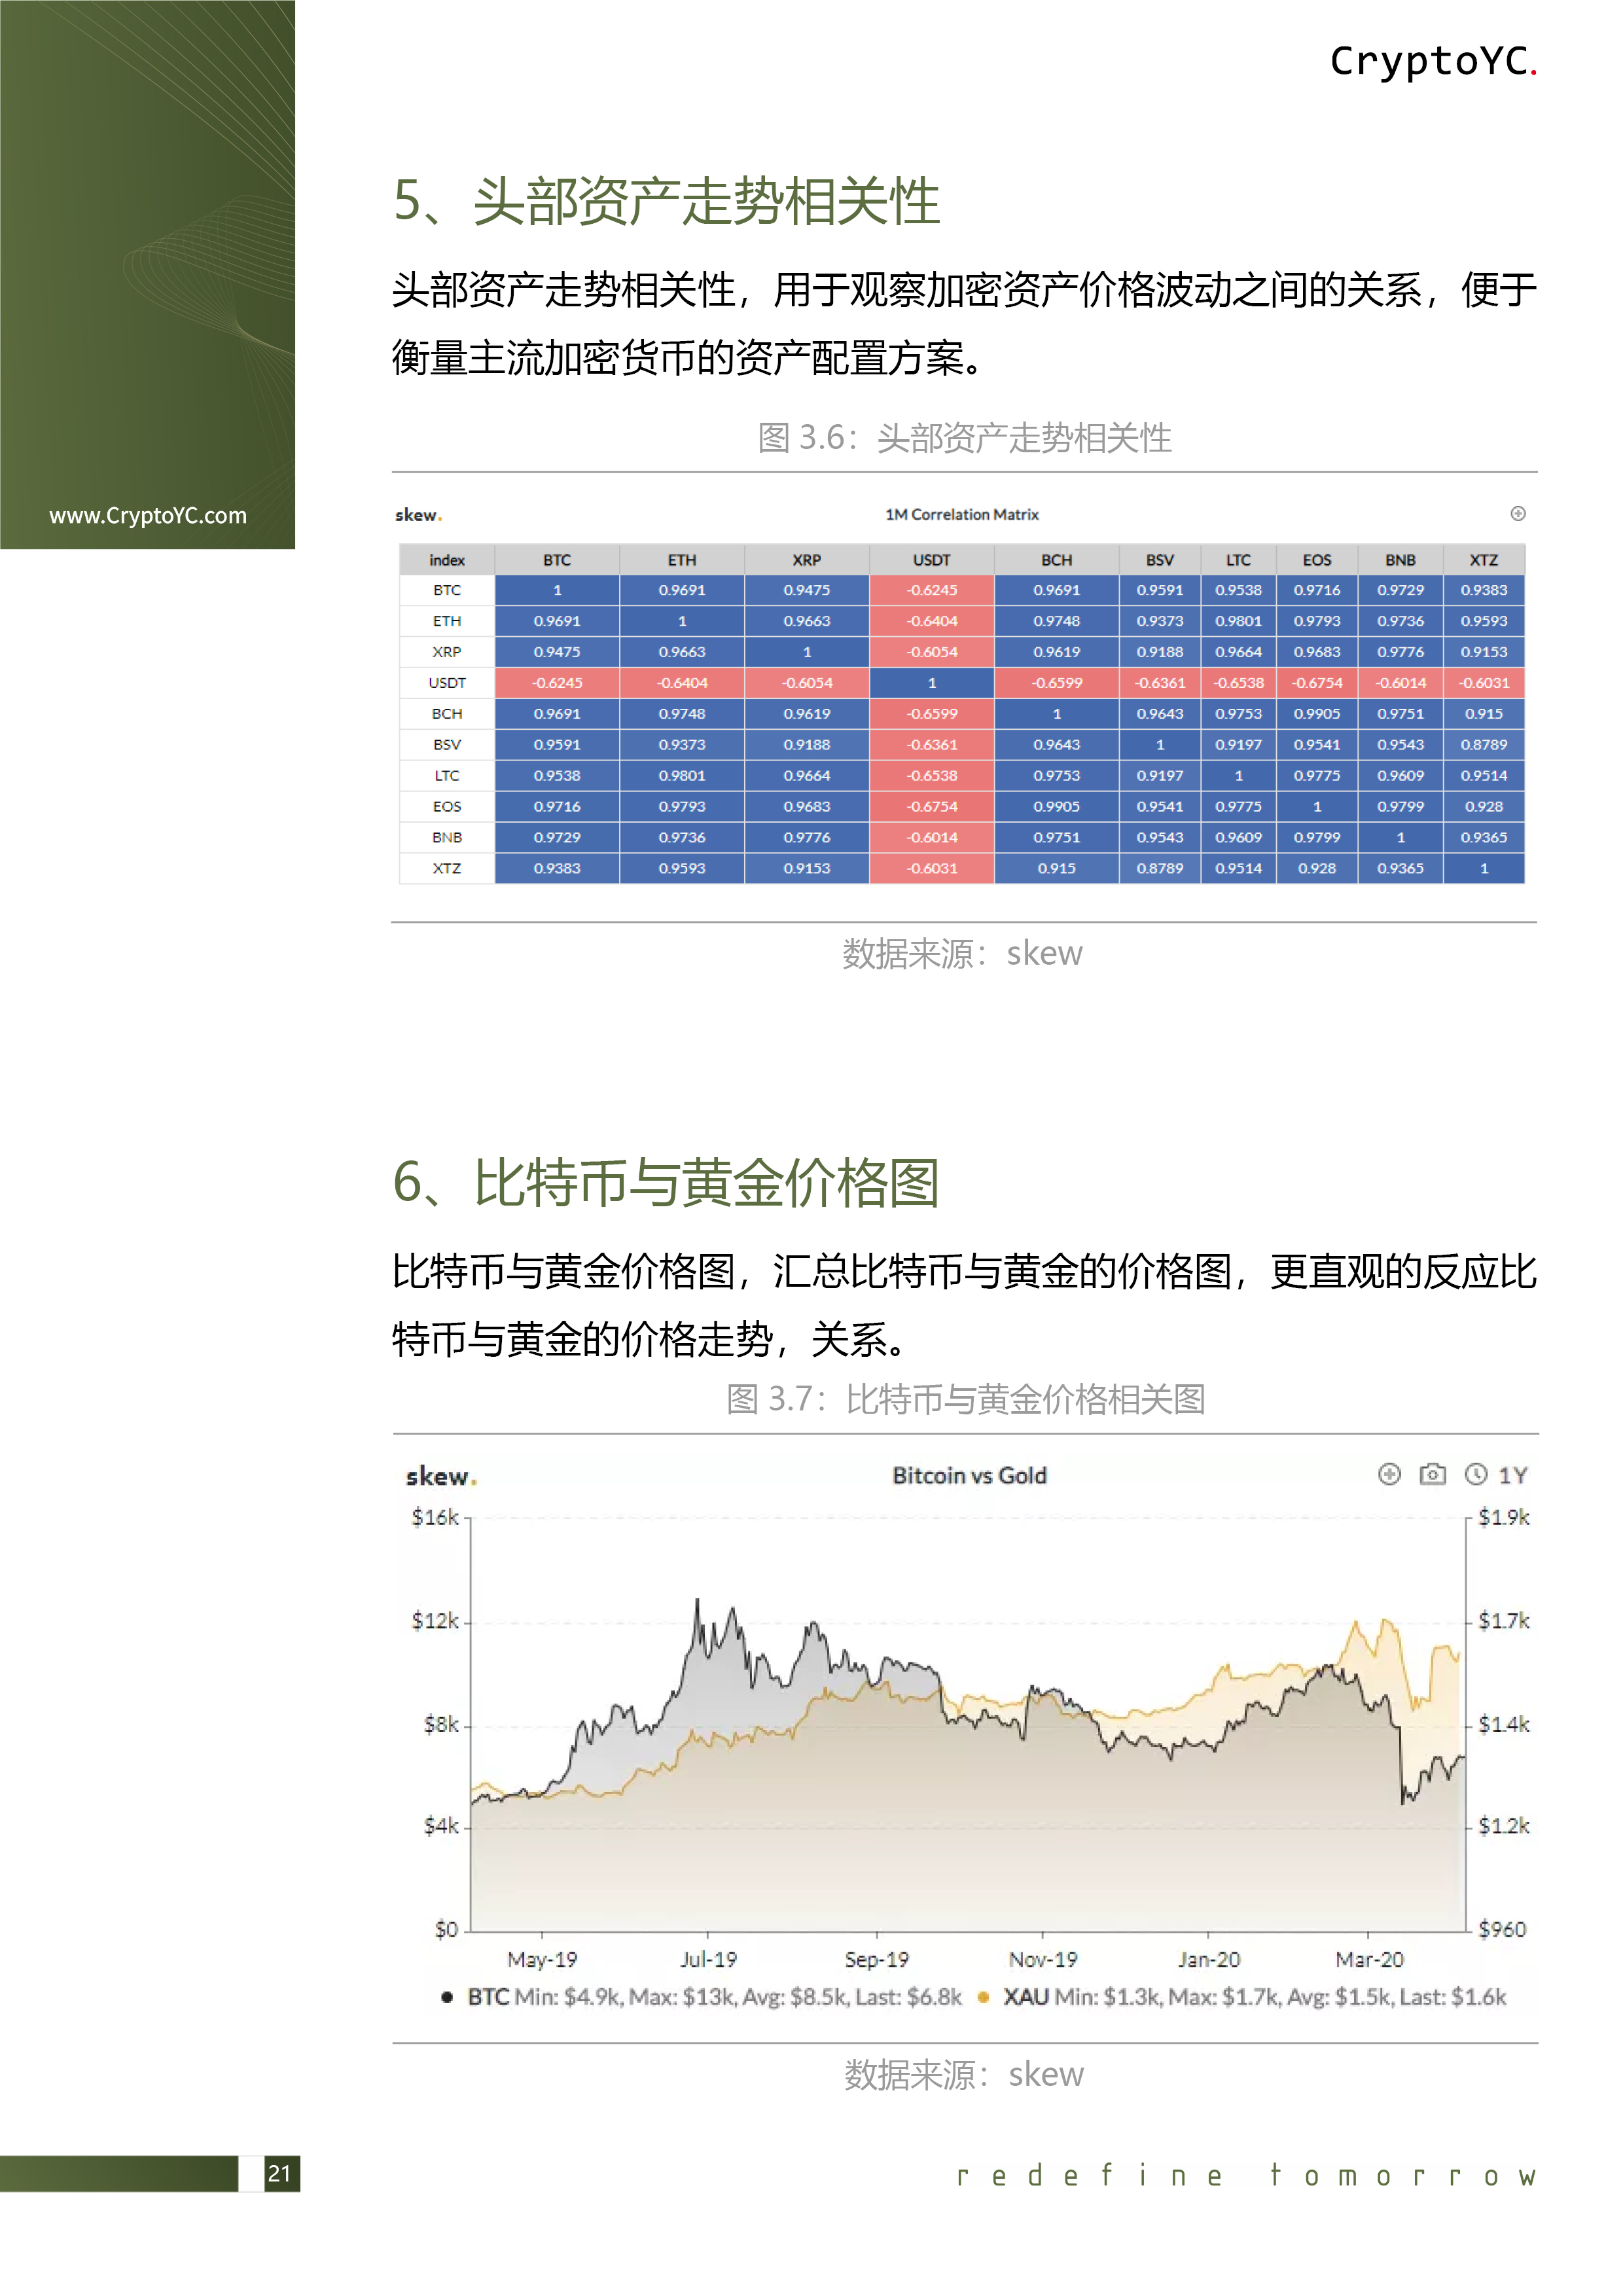 CryptoYC.
www.CryptoYC.com
5、头部资产走势相关性
头部资产走势相关性，用于观察加密资产价格波动之间的关系，便于
衡量主流加密货币的资产配置方案。
图 3.6：头部资产走势相关性
skew. 1M Correlation Matrix
index BTC ETH XRP USDT BCH BSV LTC EOS BNB XTZ
BTC 1 0.9691 0.9475 -0.6245 0.9691 0.9591 0.9538 0.9716 0.9729 0.9383
ETH 0.9691 1 0.9663 -0.6404 0.9748 0.9373 0.9801 0.9793 0.9736 0.9593
XRP 0.9475 0.9663 1 -0.6054 0.9619 0.9188 0.9664 0.9683 0.9776 0.9153
USDT -0.6245 -0.6404 -0.6054 1 -0.6599 -0.6361 -0.6538 -0.6754 -0.6014 -0.6031
BCH 0.9691 0.9748 0.9619 -0.6599 1 0.9643 0.9753 0.9905 0.9751 0.915
BSV 0.9591 0.9373 0.9188 -0.6361 0.9643 1 0.9197 0.9541 0.9543 0.8789
LTC 0.9538 0.9801 0.9664 -0.6538 0.9753 0.9197 1 0.9775 0.9609 0.9514
EOS 0.9716 0.9793 0.9683 -0.6754 0.9905 0.9541 0.9775 1 0.9799 0.928
BNB 0.9729 0.9736 0.9776 -0.6014 0.9751 0.9543 0.9609 0.9799 1 0.9365
XTZ 0.9383 0.9593 0.9153 -0.6031 0.915 0.8789 0.9514 0.928 0.9365 1
数据来源：skew
6、比特币与黄金价格图
比特币与黄金价格图，汇总比特币与黄金的价格图，更直观的反应比
特币与黄金的价格走势，关系。
图 3.7：比特币与黄金价格相关图
skew. Bitcoin vs Gold 1Y
$16k $1.9k
$12k $1.7k
$8k $1.4k
$4k $1.2k
$0 $960
May-19 Jul-19 Sep-19 Nov-19 Jan-20 Mar-20
BTC Min: $4.9k, Max: $13k, Avg: $8.5k, Last: $6.8k XAU Min: $1.3k, Max: $1.7k, Avg: $1.5k, Last: $1.6k
数据来源：skew
21
redefine tomorrow